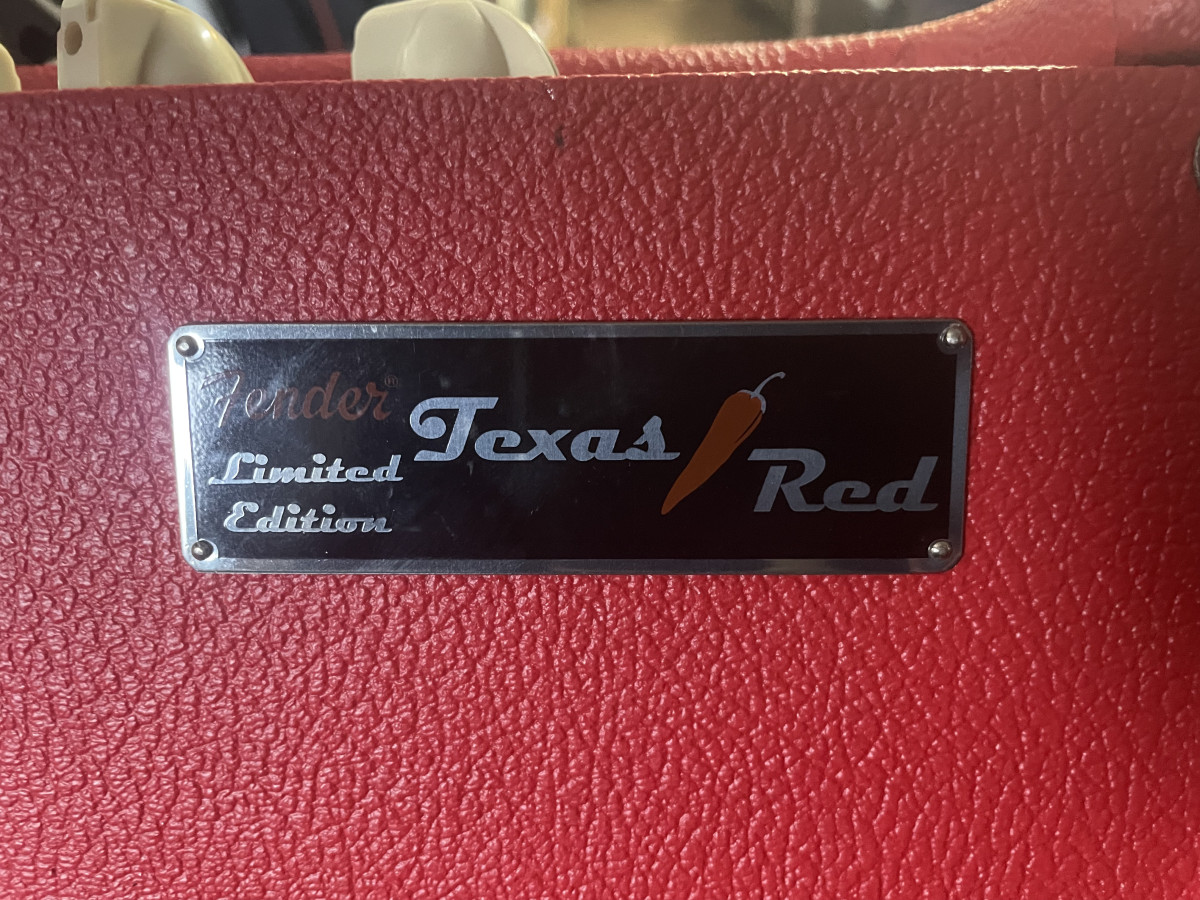 Fender®
Limited
Edition
Texas
Red